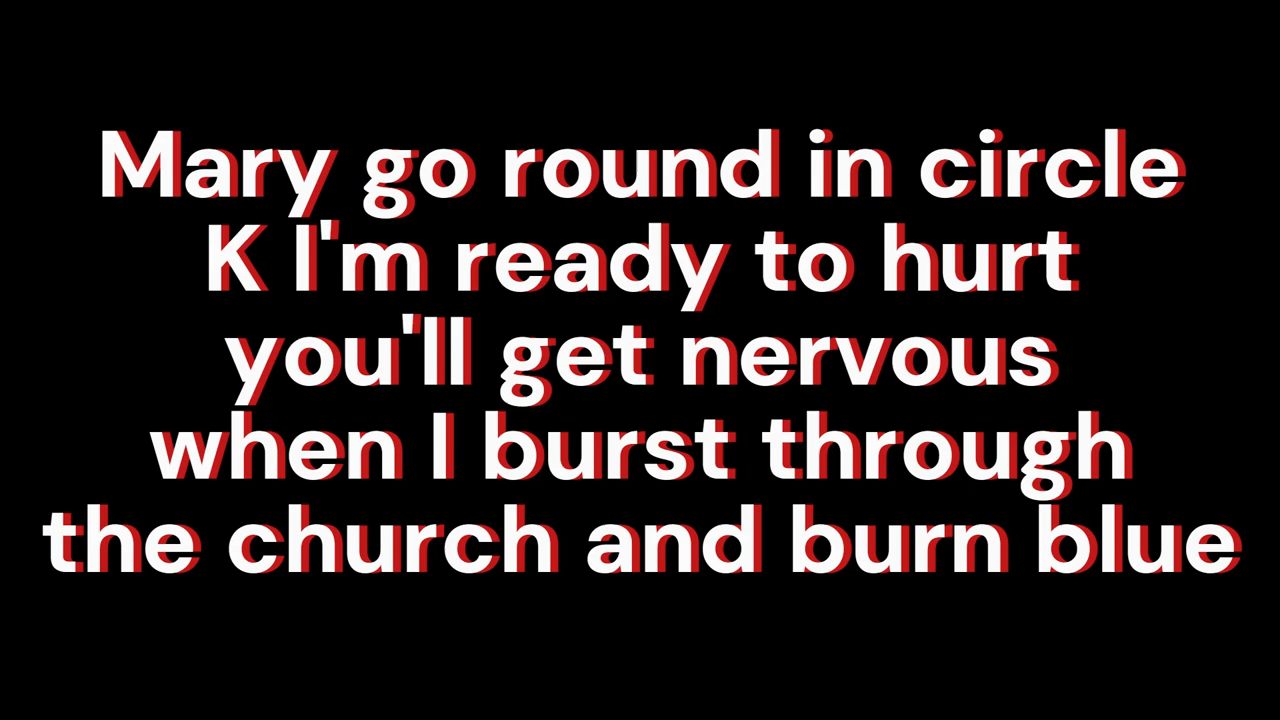 Mary go round in circle
K I'm ready to hurt
you'll get nervous
when I burst through
the church and burn blue